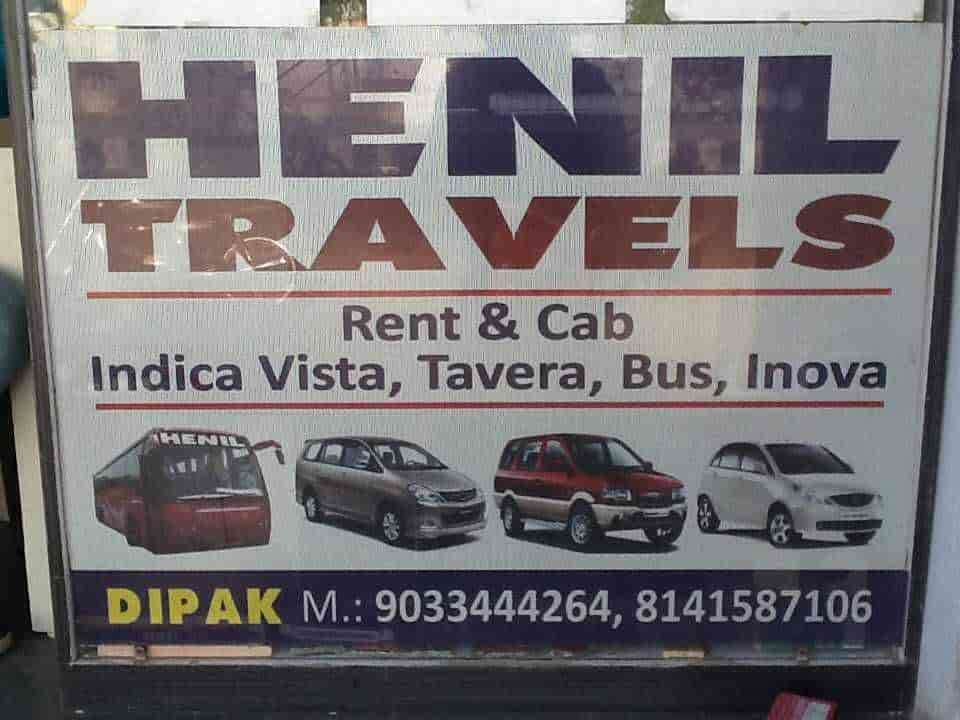 HENIL
TRAVELS
Rent & Cab
Indica Vista, Tavera, Bus, Inova
HENIL
DIPAK M.: 9033444264, 8141587106